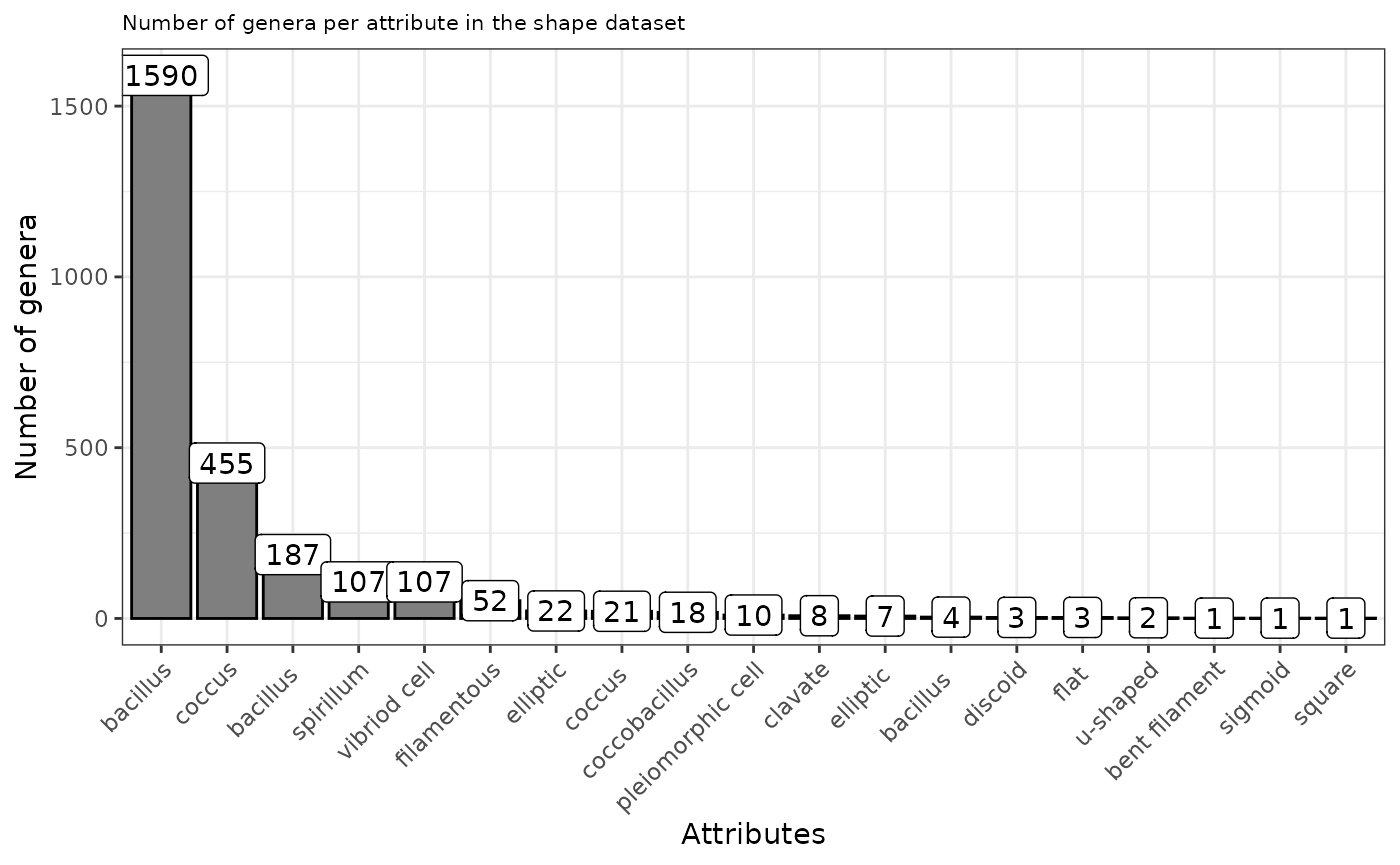 Number of genera per attribute in the shape dataset
Number of genera
1500
1000
500
0
1590
455
187
107
107
52
22
21
18
10
8
7
4
3
3
2
1
1
1
bacillus
coccus
bacillus
spirillum
vibriod cell
filamentous
elliptic
coccus
coccobacillus
pleiomorphic cell
clavate
elliptic
bacillus
discoid
flat
u-shaped
bent filament
sigmoid
square
Attributes